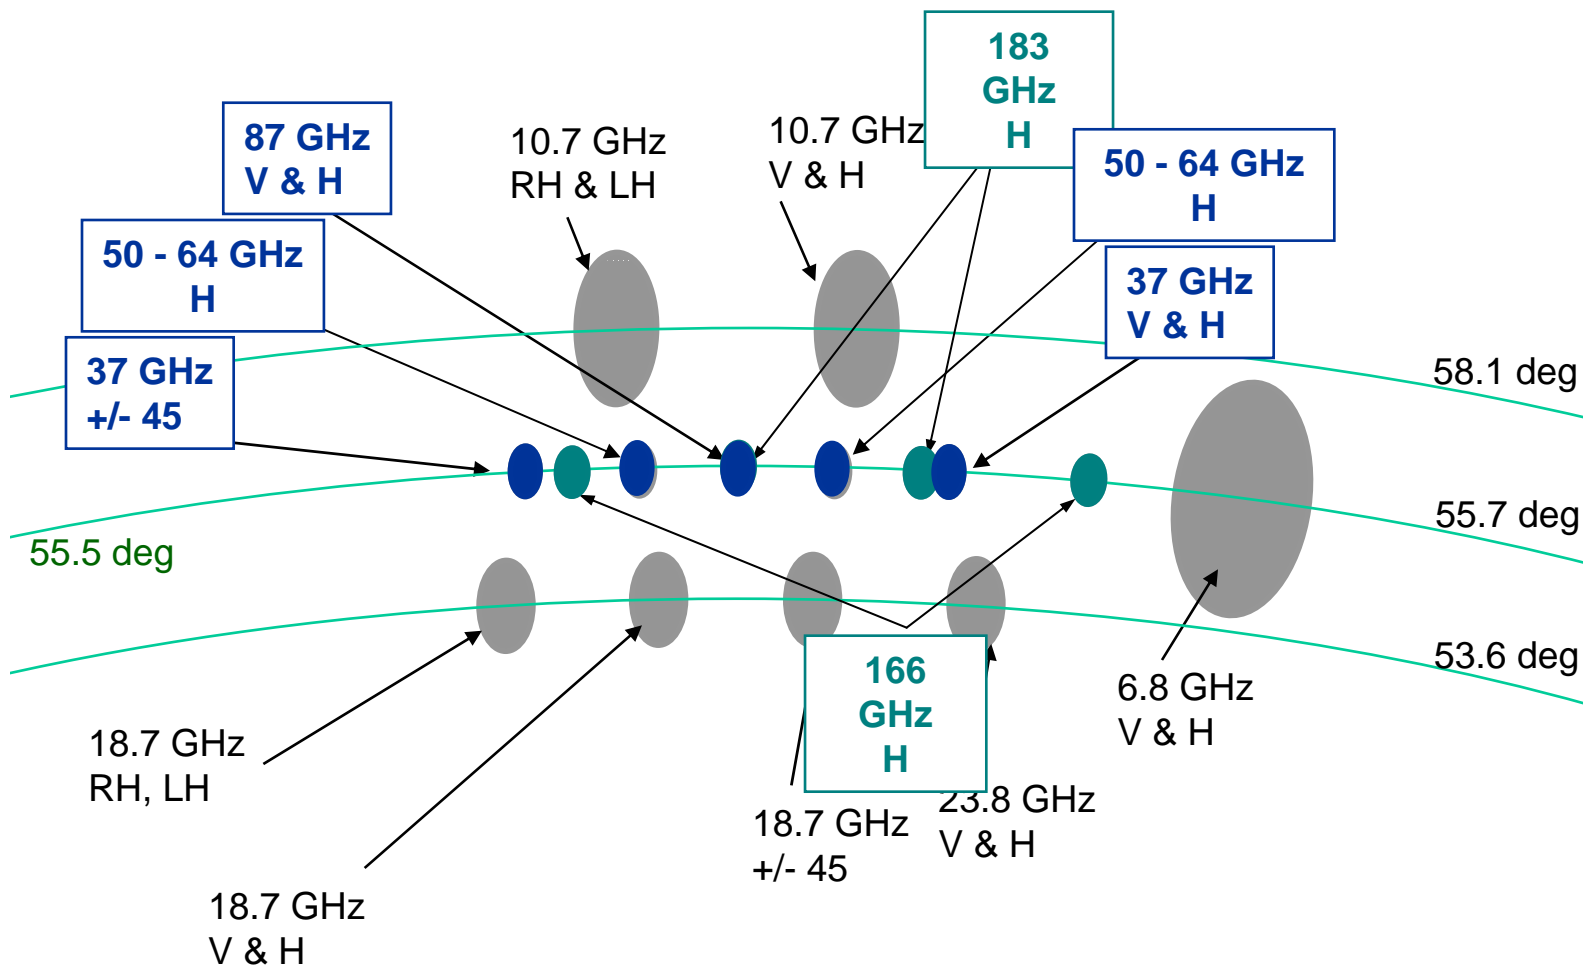 183
GHz
H
87 GHz
V & H
10.7 GHz
RH & LH
10.7 GHz
V & H
50 - 64 GHz
H
50 - 64 GHz
H
37 GHz
V & H
37 GHz
+/- 45
58.1 deg
55.7 deg
55.5 deg
53.6 deg
166
GHz
H
6.8 GHz
V & H
18.7 GHz
RH, LH
23.8 GHz
V & H
18.7 GHz
+/- 45
18.7 GHz
V & H